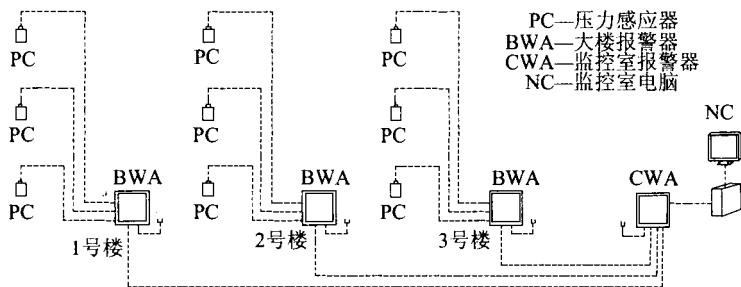 PC—压力感应器
BWA—大楼报警器
CWA—监控室报警器
NC—监控室电脑
PC PC PC
NC
PC PC PC
BWA BWA BWA CWA
PC PC PC
1号楼 2号楼 3号楼